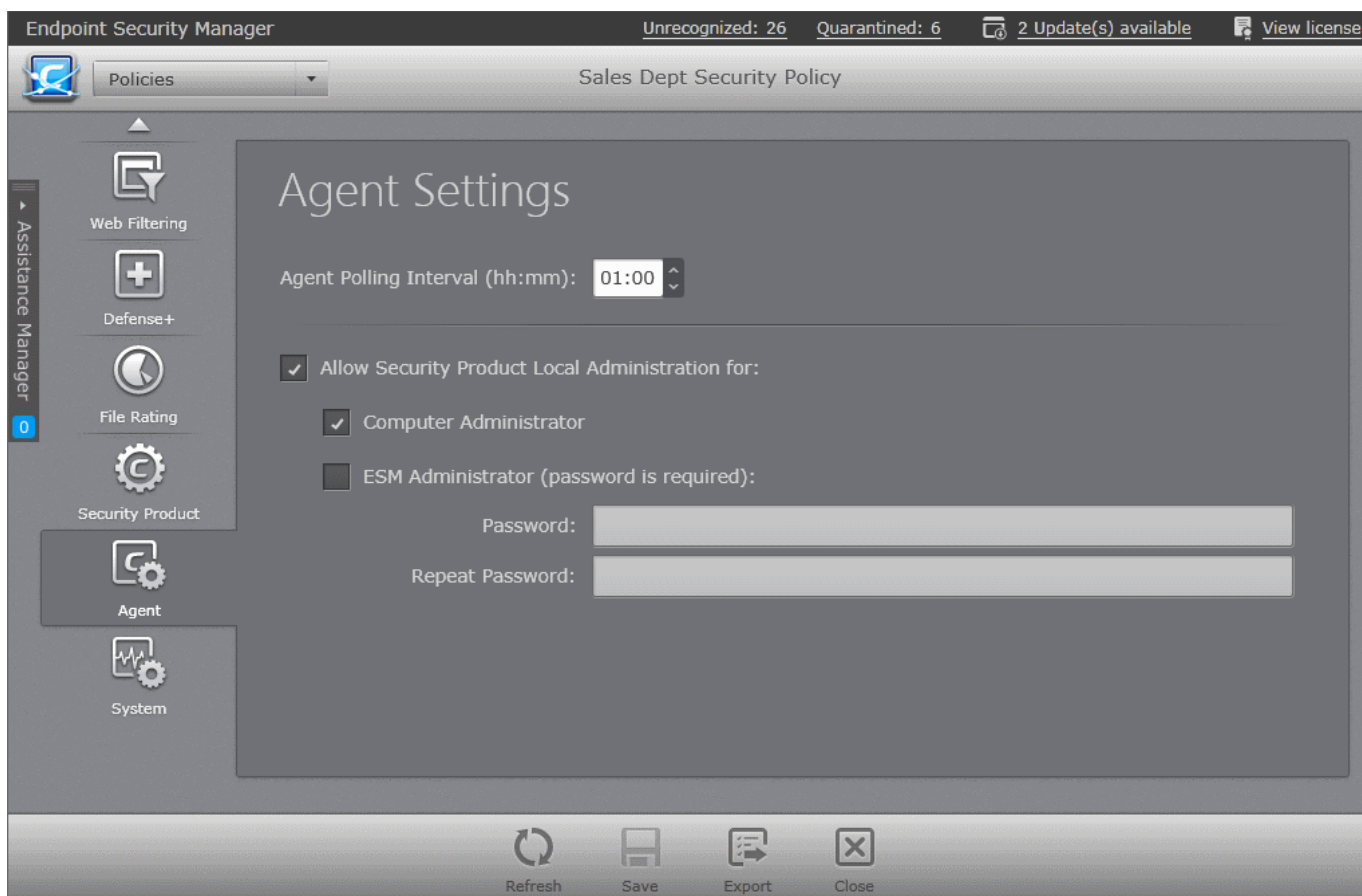 Endpoint Security Manager
Unrecognized: 26
Quarantined: 6
2 Update(s) available
View license
Policies
Sales Dept Security Policy
Assistance Manager
0
Web Filtering
Defense+
File Rating
Security Product
Agent
System
Agent Settings
Agent Polling Interval (hh:mm):
01:00
Allow Security Product Local Administration for:
Computer Administrator
ESM Administrator (password is required):
Password:
Repeat Password:
Refresh
Save
Export
Close